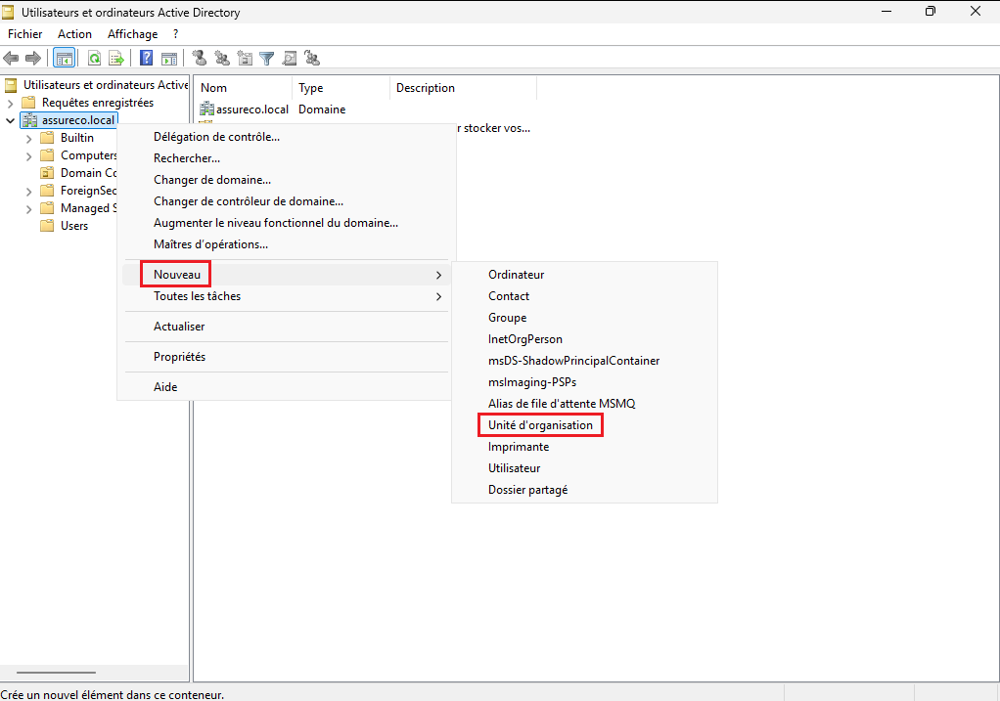 Utilisateurs et ordinateurs Active Directory
Fichier Action Affichage ?
Utilisateurs et ordinateurs Active
Requêtes enregistrées
assureco.local
Builtin
Computers
Domain Co
ForeignSec
Managed S
Users
Nom Type Description
assureco.local Domaine
r stocker vos...
Délégation de contrôle...
Rechercher...
Changer de domaine...
Changer de contrôleur de domaine...
Augmenter le niveau fonctionnel du domaine...
Maîtres d'opérations...
Nouveau
Toutes les tâches
Actualiser
Propriétés
Aide
Ordinateur
Contact
Groupe
InetOrgPerson
msDS-ShadowPrincipalContainer
msImaging-PSPs
Alias de file d'attente MSMQ
Unité d'organisation
Imprimante
Utilisateur
Dossier partagé
Crée un nouvel élément dans ce conteneur.